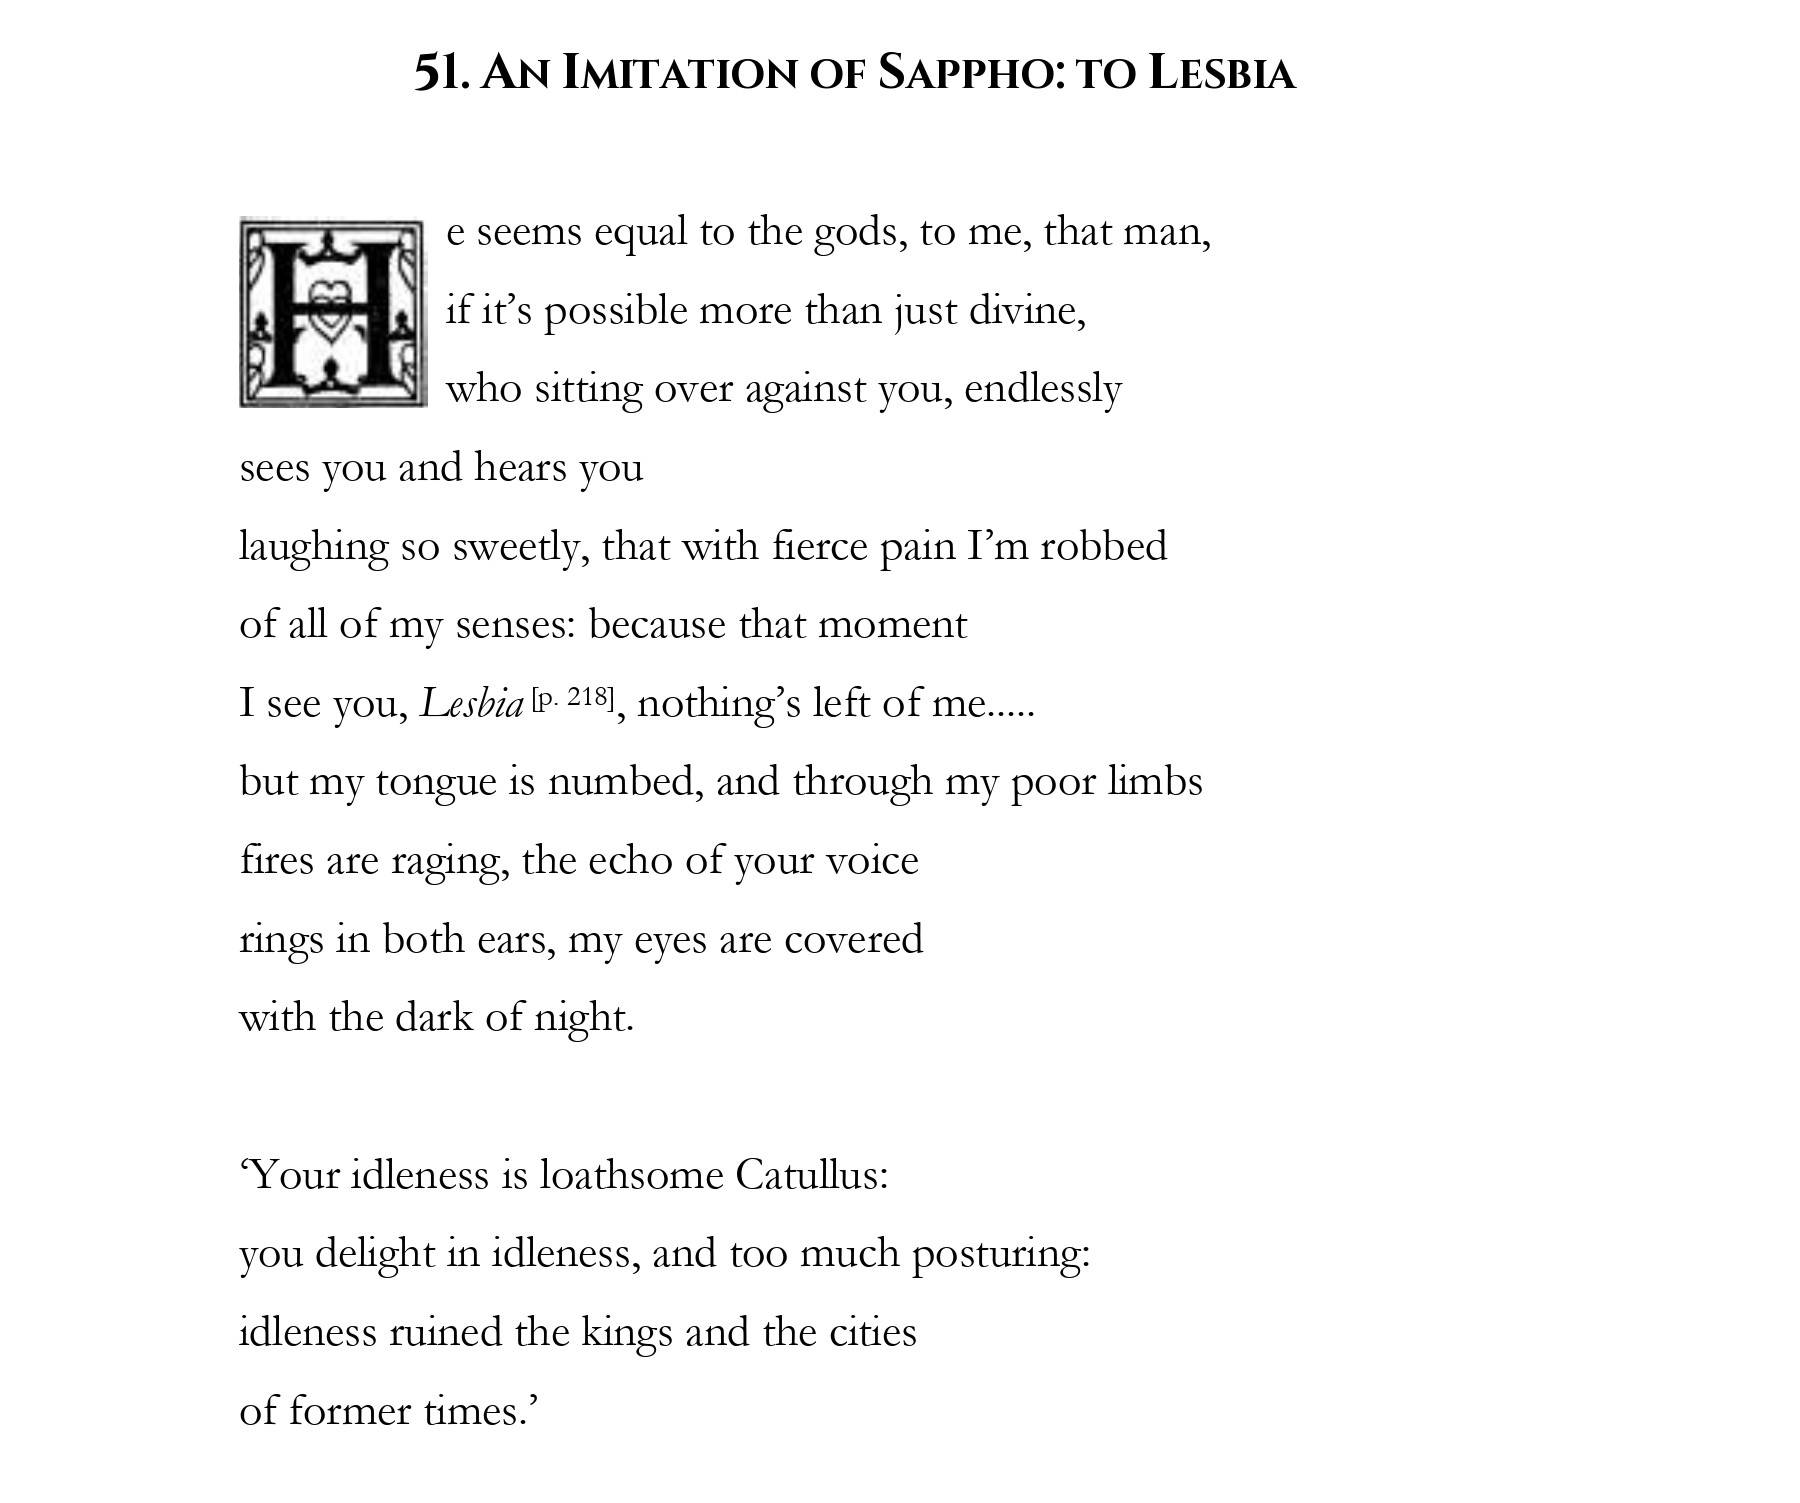 51. An Imitation of Sappho: to Lesbia
He seems equal to the gods, to me, that man,
if it’s possible more than just divine,
who sitting over against you, endlessly
sees you and hears you
laughing so sweetly, that with fierce pain I’m robbed
of all of my senses: because that moment
I see you, Lesbia [p. 218], nothing’s left of me.....
but my tongue is numbed, and through my poor limbs
fires are raging, the echo of your voice
rings in both ears, my eyes are covered
with the dark of night.
‘Your idleness is loathsome Catullus:
you delight in idleness, and too much posturing:
idleness ruined the kings and the cities
of former times.’